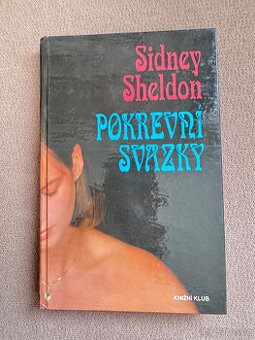 Sidney
Sheldon
POKREVNÍ
SVAZKY
KNIŽNÍ KLUB